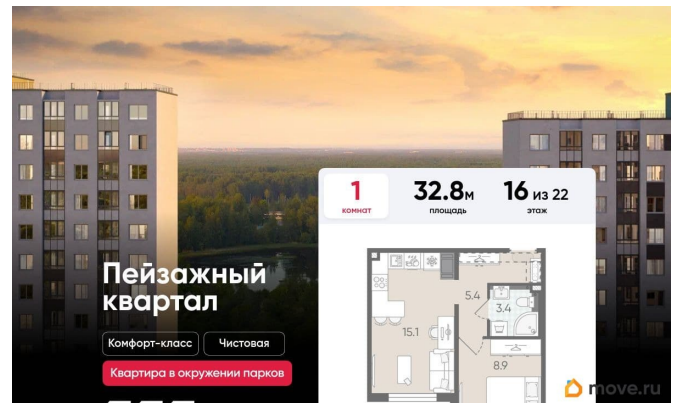 1
комнат
32.8м
площадь
16 из 22
этаж
Пейзажный
квартал
Комфорт-класс
Чистовая
Квартира в окружении парков
5.4
3.4
15.1
8.9
move.ru